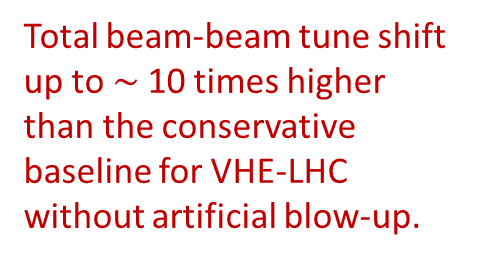 Total beam-beam tune shift
up to ~ 10 times higher
than the conservative
baseline for VHE-LHC
without artificial blow-up.